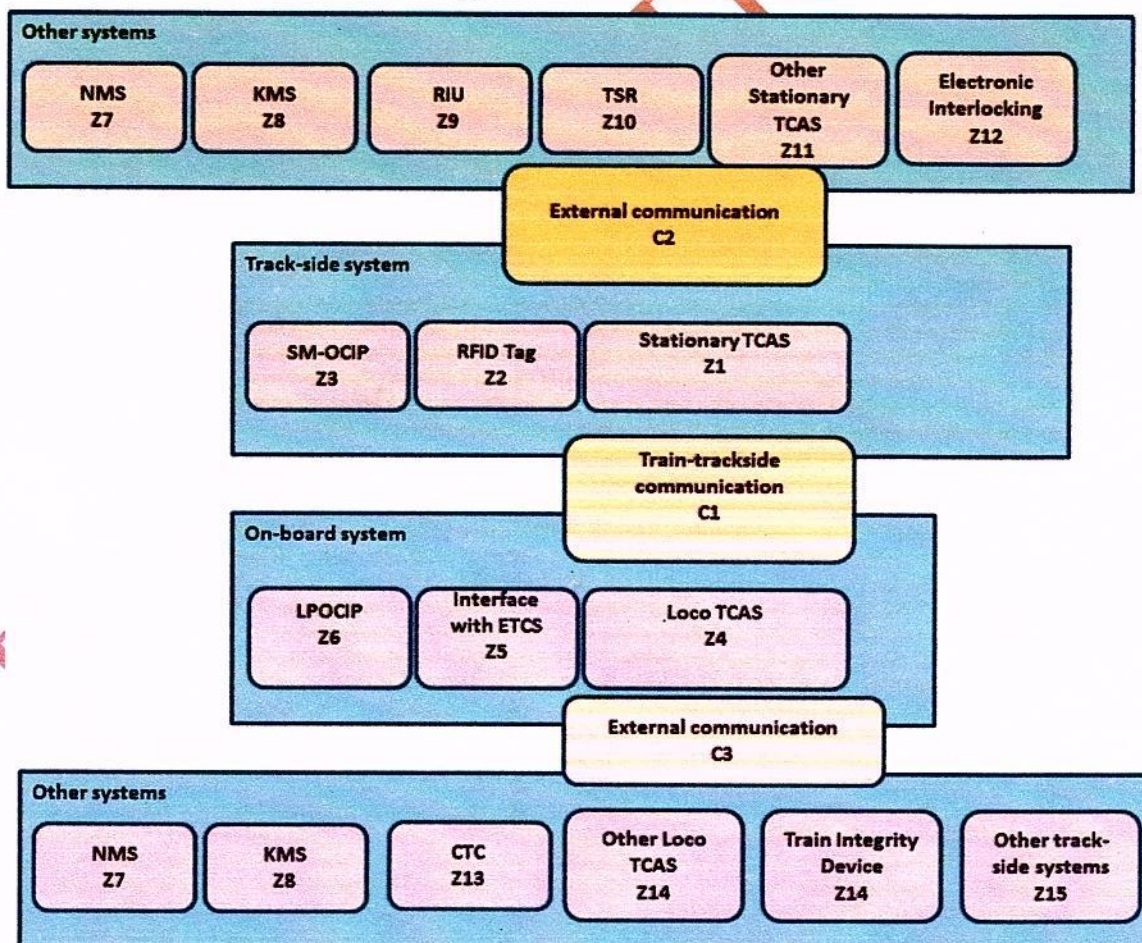 Other systems
NMS
Z7
KMS
Z8
RIU
Z9
TSR
Z10
Other
Stationary
TCAS
Z11
Electronic
Interlocking
Z12
External communication
C2
Track-side system
SM-OCIP
Z3
RFID Tag
Z2
Stationary TCAS
Z1
Train-trackside
communication
C1
On-board system
LPOCIP
Z6
Interface
with ETCS
Z5
Loco TCAS
Z4
External communication
C3
Other systems
NMS
Z7
KMS
Z8
CTC
Z13
Other Loco
TCAS
Z14
Train Integrity
Device
Z14
Other track-
side systems
Z15